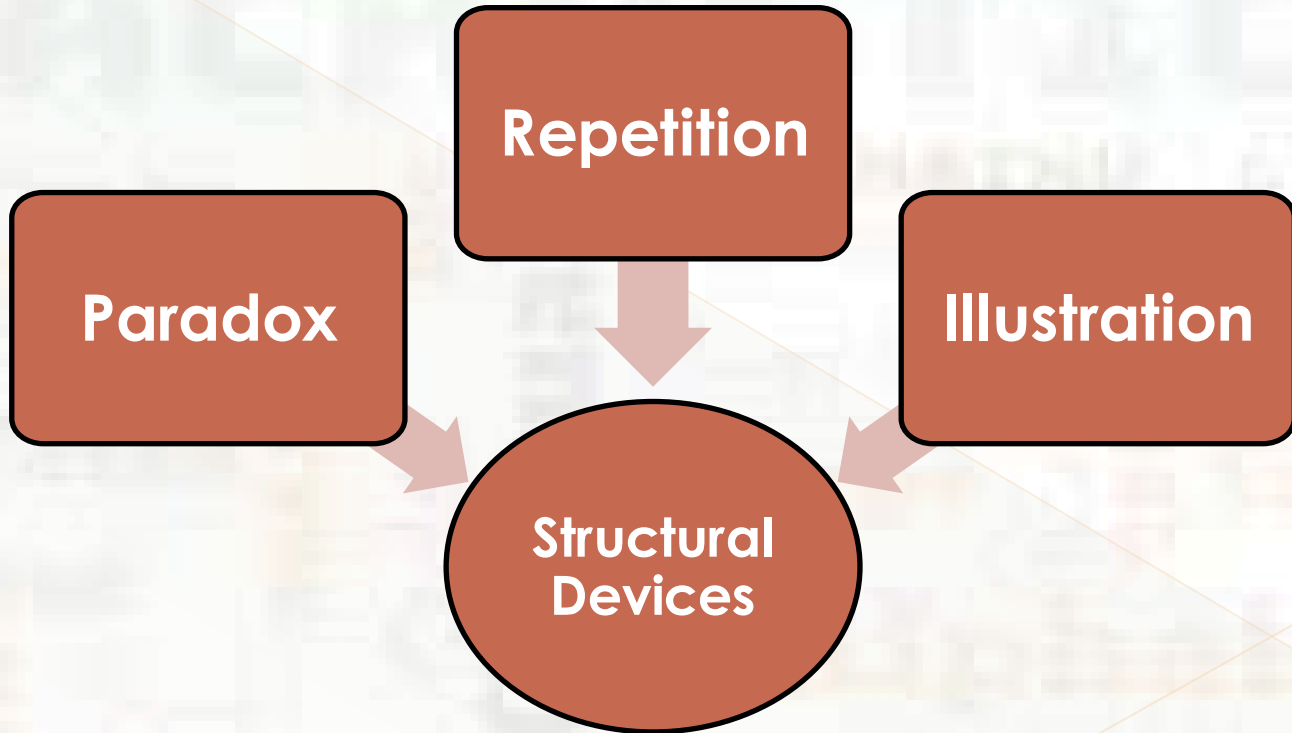 Repetition
Paradox
Illustration
Structural
Devices